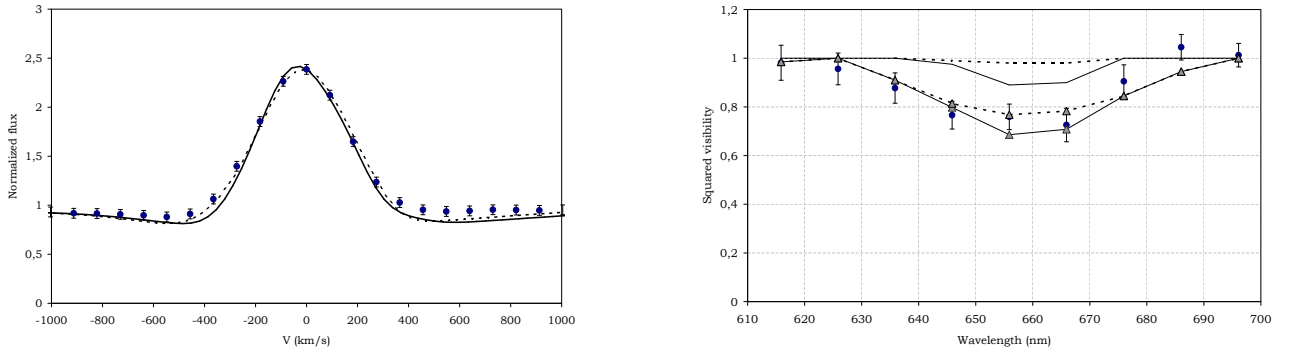 3
2,5
2
1,5
1
0,5
0
Normalized flux
-1000 -800 -600 -400 -200 0 200 400 600 800 1000
V (km/s)
1,2
1
0,8
0,6
0,4
0,2
0
Squared visibility
610 620 630 640 650 660 670 680 690 700
Wavelength (nm)